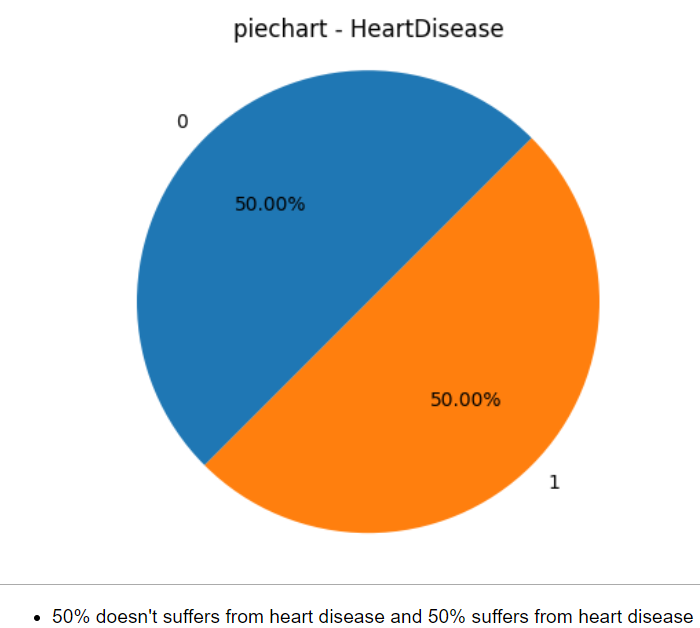 piechart - HeartDisease
0
50.00%
50.00%
1
50% doesn't suffers from heart disease and 50% suffers from heart disease